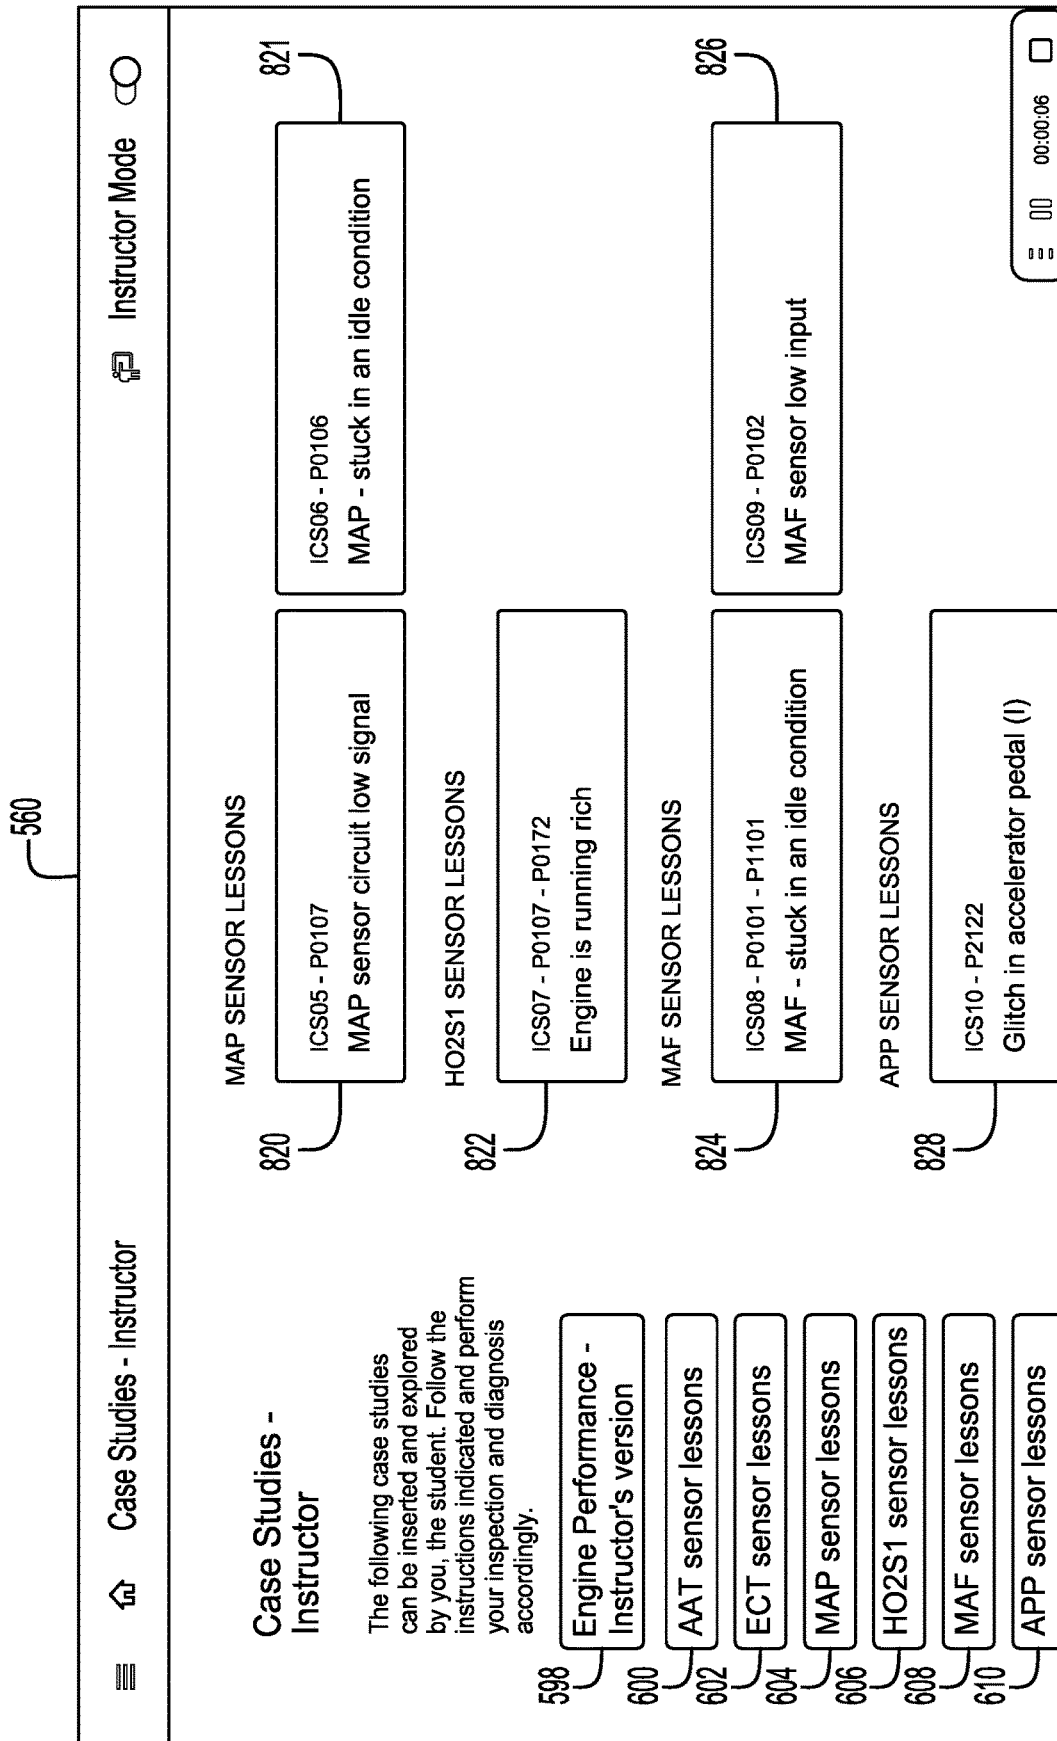 560
Case Studies - Instructor
Instructor Mode
Case Studies -
Instructor
The following case studies
can be inserted and explored
by you, the student. Follow the
instructions indicated and perform
your inspection and diagnosis
accordingly.
598
Engine Performance -
Instructor's version
600
AAT sensor lessons
602
ECT sensor lessons
604
MAP sensor lessons
606
HO2S1 sensor lessons
608
MAF sensor lessons
610
APP sensor lessons
MAP SENSOR LESSONS
820
ICS05 - P0107
MAP sensor circuit low signal
821
ICS06 - P0106
MAP - stuck in an idle condition
HO2S1 SENSOR LESSONS
822
ICS07 - P0107 - P0172
Engine is running rich
MAF SENSOR LESSONS
824
ICS08 - P0101 - P1101
MAF - stuck in an idle condition
826
ICS09 - P0102
MAF sensor low input
APP SENSOR LESSONS
828
ICS10 - P2122
Glitch in accelerator pedal (I)
00:00:06